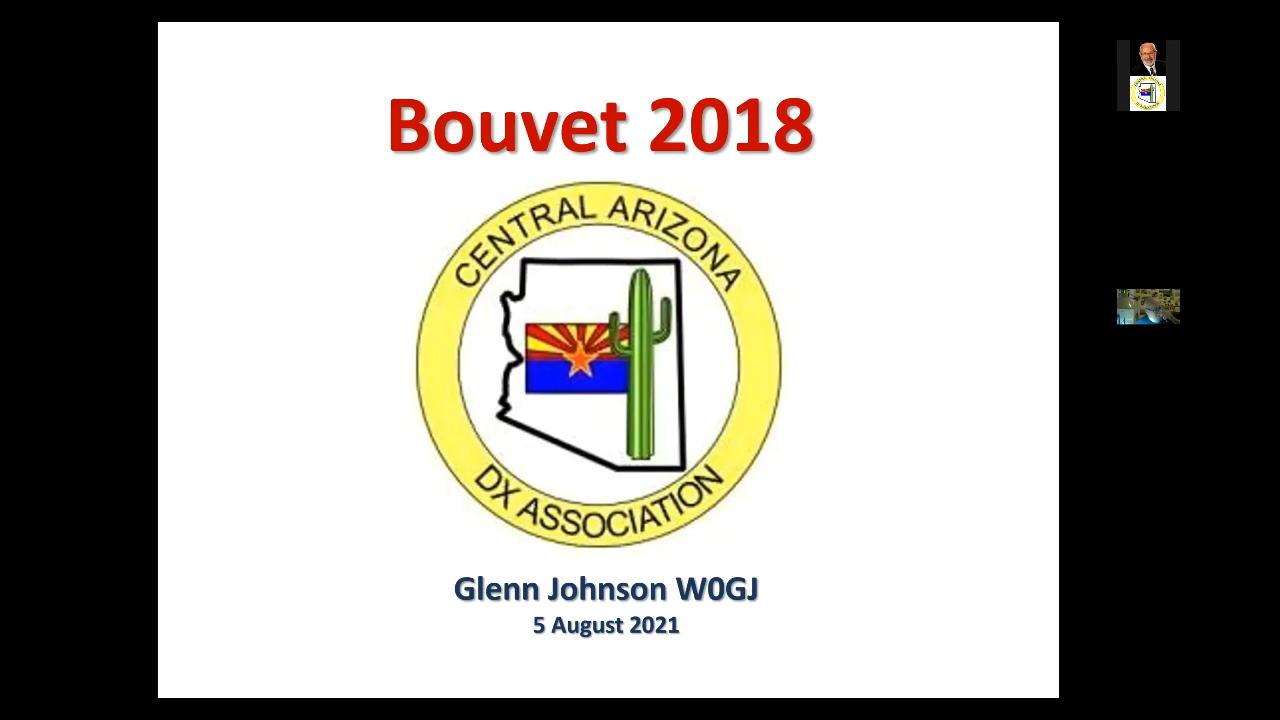 Bouvet 2018
CENTRAL ARIZONA
DX ASSOCIATION
Glenn Johnson W0GJ
5 August 2021